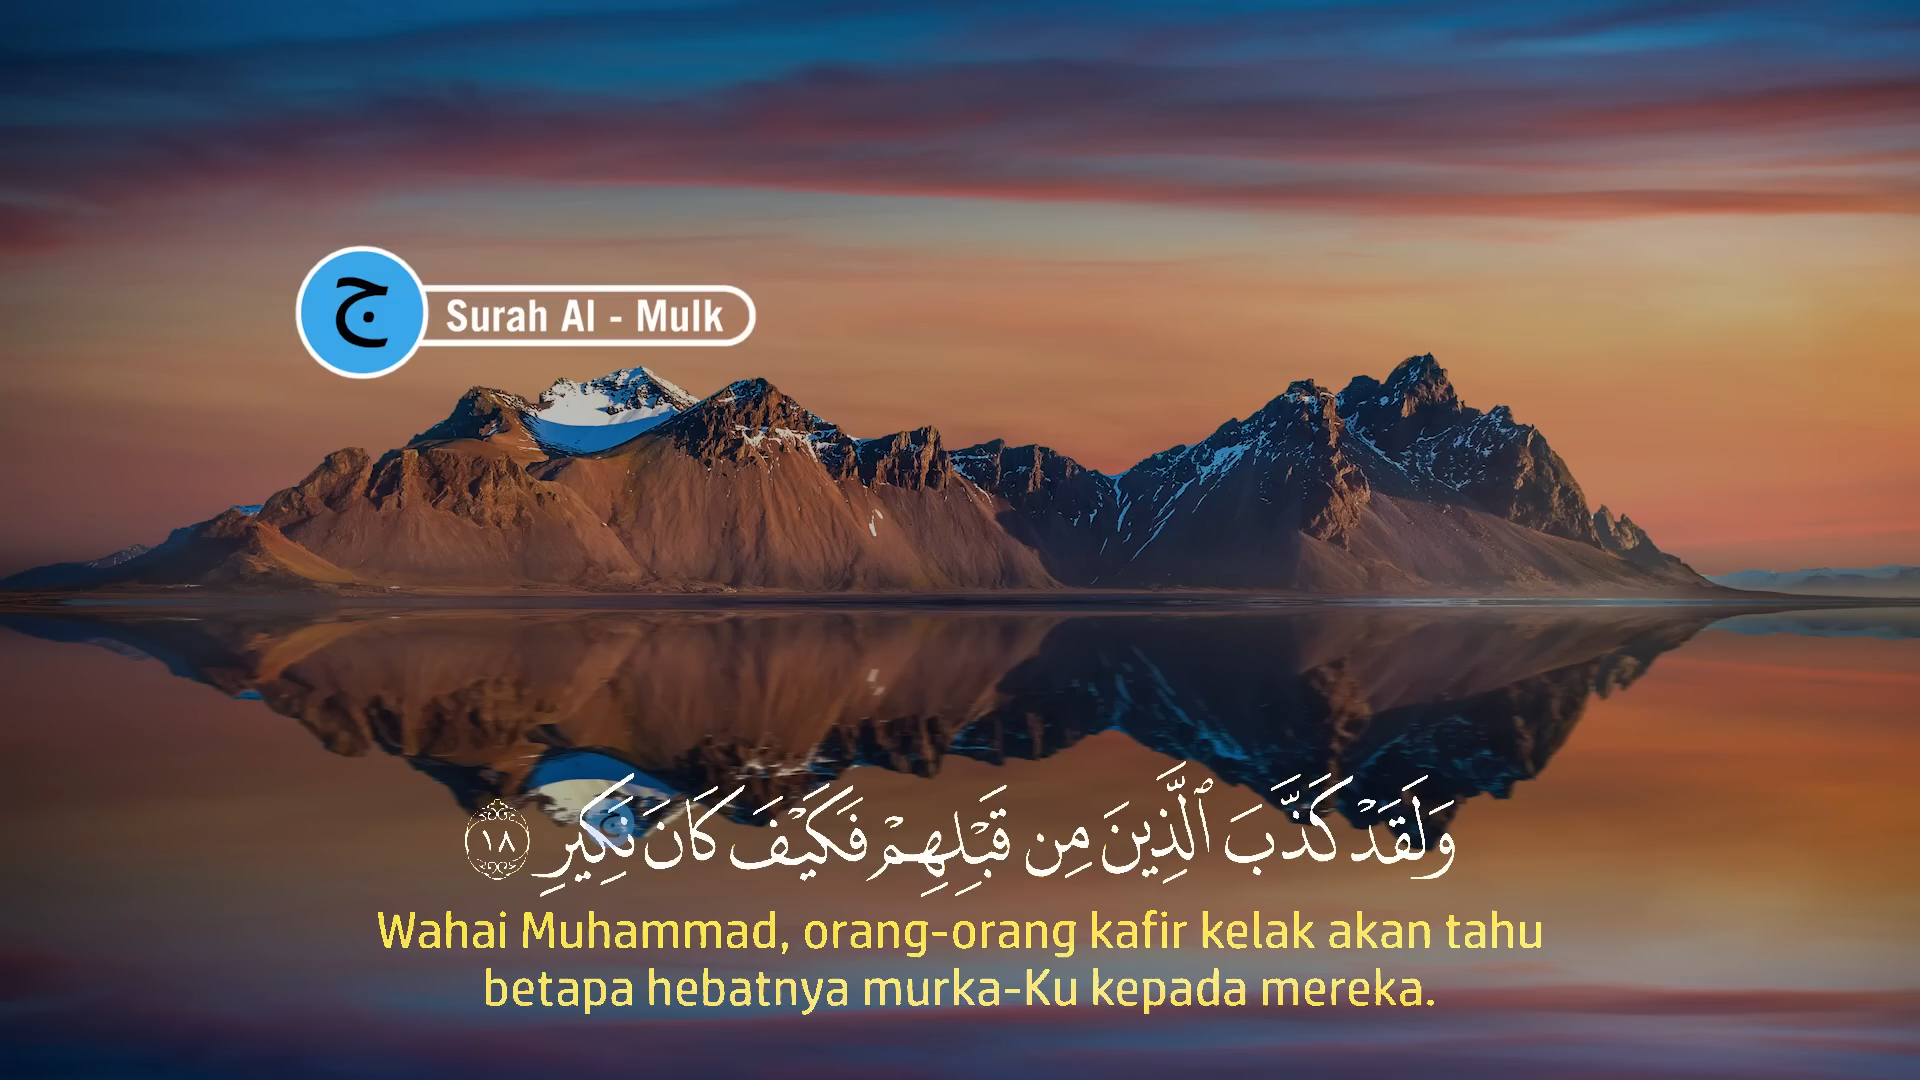 ج
Surah Al - Mulk
وَلَقَدْ كَذَّبَ ٱلَّذِينَ مِن قَبْلِهِمْ فَكَيْفَ كَانَ نَكِيرِ ١٨
Wahai Muhammad, orang-orang kafir kelak akan tahu
betapa hebatnya murka-Ku kepada mereka.